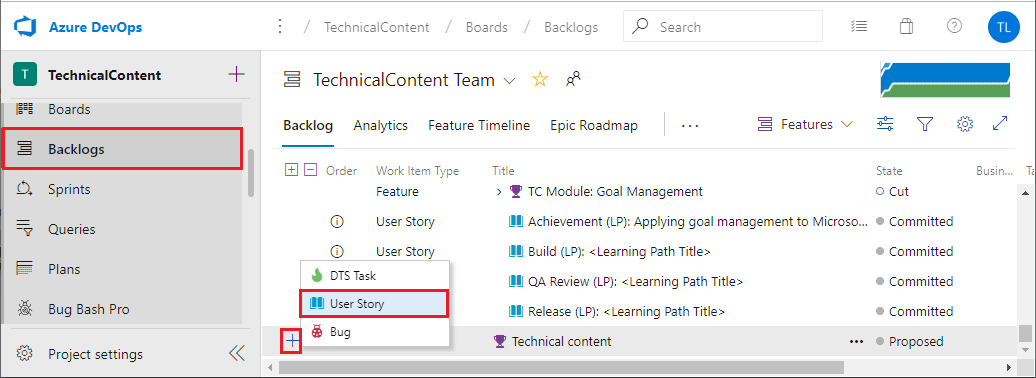 Azure DevOps
/ TechnicalContent / Boards / Backlogs
Search
TL
T TechnicalContent
Boards
Backlogs
Sprints
Queries
Plans
Bug Bash Pro
Project settings
TechnicalContent Team
Backlog Analytics Feature Timeline Epic Roadmap ... Features
Order Work Item Type Title State Busin... Ta
Feature TC Module: Goal Management Cut
User Story Achievement (LP): Applying goal management to Microso... Committed
User Story Build (LP): <Learning Path Title> Committed
QA Review (LP): <Learning Path Title> Committed
Release (LP): <Learning Path Title> Committed
DTS Task
User Story
Bug
Technical content ... Proposed